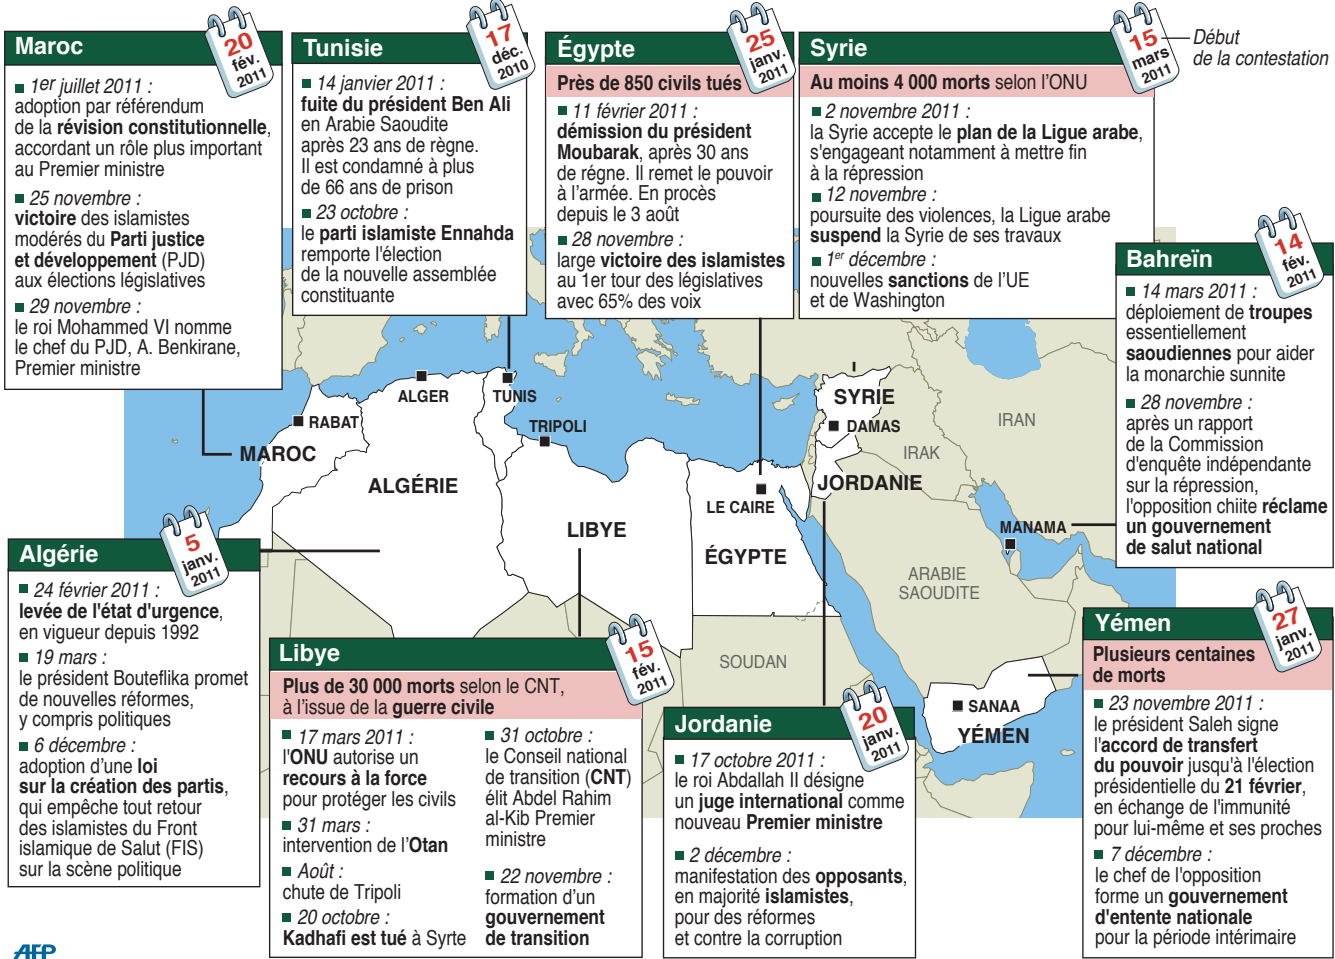 Maroc
20
fév.
2011
1er juillet 2011 :
adoption par référendum
de la révision constitutionnelle,
accordant un rôle plus important
au Premier ministre
25 novembre :
victoire des islamistes
modérés du Parti justice
et développement (PJD)
aux élections législatives
29 novembre :
le roi Mohammed VI nomme
le chef du PJD, A. Benkirane,
Premier ministre
Tunisie
17
déc.
2010
14 janvier 2011 :
fuite du président Ben Ali
en Arabie Saoudite
après 23 ans de règne.
Il est condamné à plus
de 66 ans de prison
23 octobre :
le parti islamiste Ennahda
remporte l'élection
de la nouvelle assemblée
constituante
Égypte
25
janv.
2011
Près de 850 civils tués
11 février 2011 :
démission du président
Moubarak, après 30 ans
de régne. Il remet le pouvoir
à l'armée. En procès
depuis le 3 août
28 novembre :
large victoire des islamistes
au 1er tour des législatives
avec 65% des voix
Syrie
15
mars
2011
Début
de la contestation
Au moins 4 000 morts selon l'ONU
2 novembre 2011 :
la Syrie accepte le plan de la Ligue arabe,
s'engageant notamment à mettre fin
à la répression
12 novembre :
poursuite des violences, la Ligue arabe
suspend la Syrie de ses travaux
1er décembre :
nouvelles sanctions de l'UE
et de Washington
Bahreïn
14
fév.
2011
14 mars 2011 :
déploiement de troupes
essentiellement
saoudiennes pour aider
la monarchie sunnite
28 novembre :
après un rapport
de la Commission
d'enquête indépendante
sur la répression,
l'opposition chiite réclame
un gouvernement
de salut national
ALGER
TUNIS
RABAT
TRIPOLI
MAROC
ALGÉRIE
LIBYE
LE CAIRE
ÉGYPTE
SYRIE
DAMAS
IRAK
IRAN
JORDANIE
MANAMA
ARABIE
SAOUDITE
SOUDAN
SANAA
YÉMEN
Algérie
5
janv.
2011
24 février 2011 :
levée de l'état d'urgence,
en vigueur depuis 1992
19 mars :
le président Bouteflika promet
de nouvelles réformes,
y compris politiques
6 décembre :
adoption d'une loi
sur la création des partis,
qui empêche tout retour
des islamistes du Front
islamique de Salut (FIS)
sur la scène politique
Libye
15
fév.
2011
Plus de 30 000 morts selon le CNT,
à l'issue de la guerre civile
17 mars 2011 :
l'ONU autorise un
recours à la force
pour protéger les civils
31 mars :
intervention de l'Otan
Août :
chute de Tripoli
20 octobre :
Kadhafi est tué à Syrte
31 octobre :
le Conseil national
de transition (CNT)
élit Abdel Rahim
al-Kib Premier
ministre
22 novembre :
formation d'un
gouvernement
de transition
Jordanie
20
janv.
2011
17 octobre 2011 :
le roi Abdallah II désigne
un juge international comme
nouveau Premier ministre
2 décembre :
manifestation des opposants,
en majorité islamistes,
pour des réformes
et contre la corruption
Yémen
27
janv.
2011
Plusieurs centaines
de morts
23 novembre 2011 :
le président Saleh signe
l'accord de transfert
du pouvoir jusqu'à l'élection
présidentielle du 21 février,
en échange de l'immunité
pour lui-même et ses proches
7 décembre :
le chef de l'opposition
forme un gouvernement
d'entente nationale
pour la période intérimaire
AFP